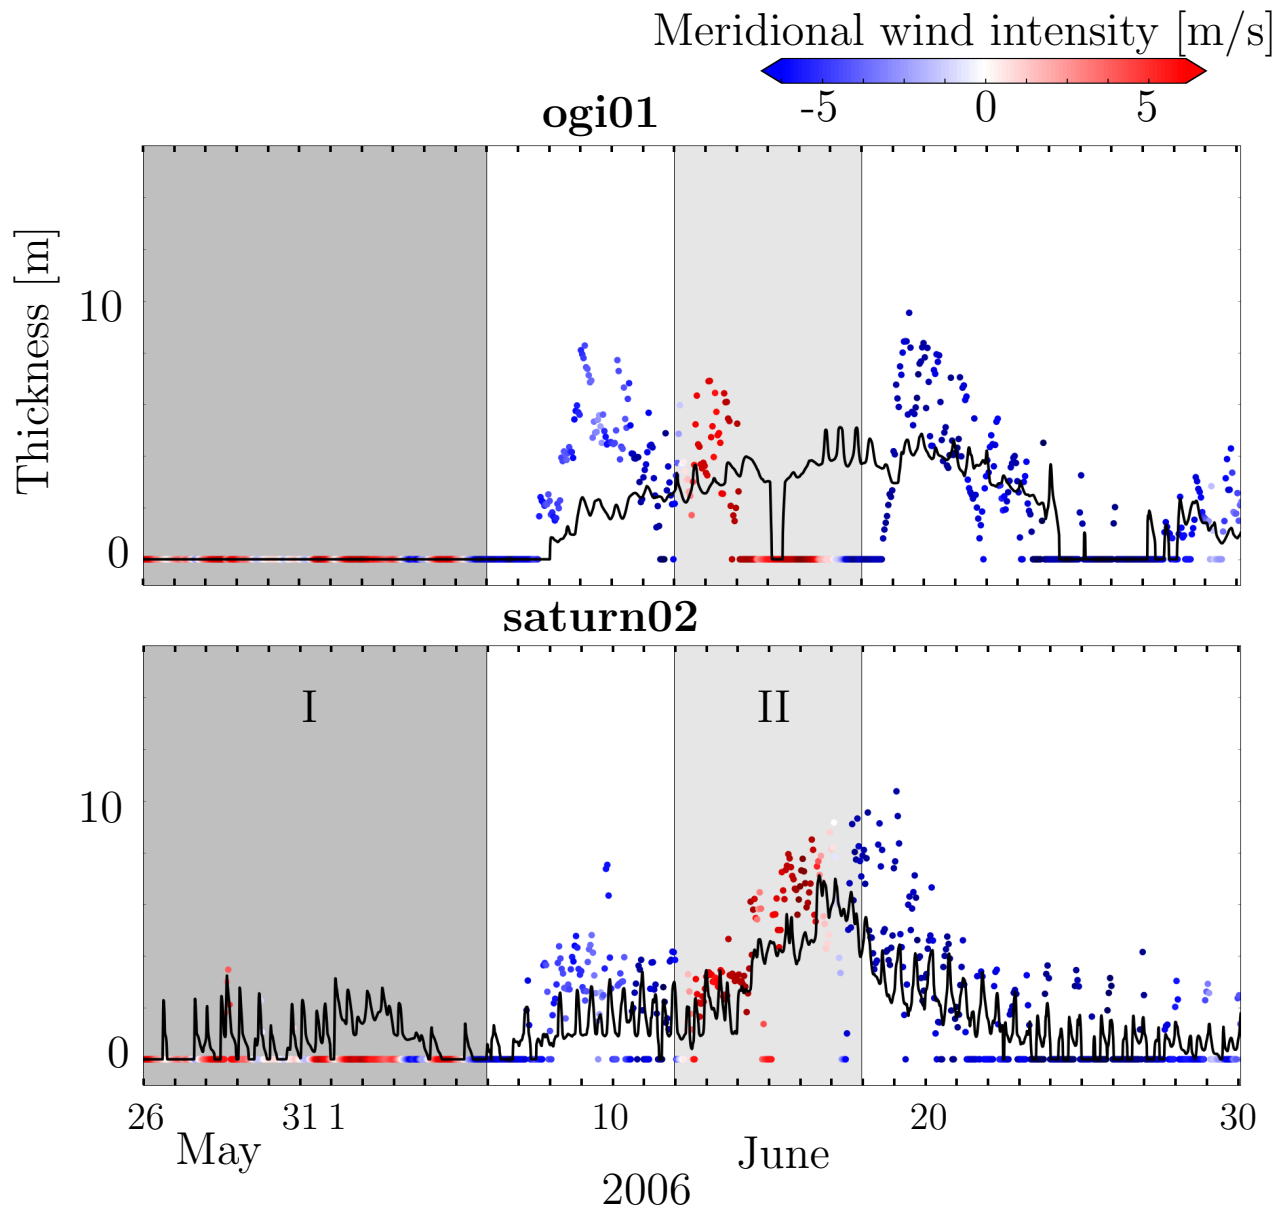 Meridional wind intensity [m/s]
-5 0 5
ogi01
Thickness [m]
10
0
saturn02
I II
10
0
26 31 1 10 20 30
May June
2006